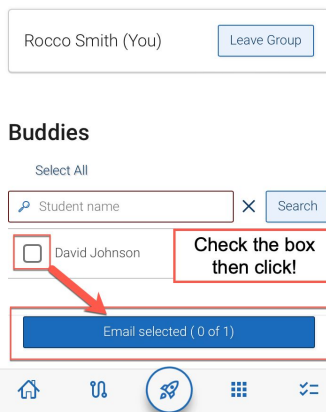 Rocco Smith (You)
Leave Group
Buddies
Select All
Student name
Search
David Johnson
Check the box
then click!
Email selected ( 0 of 1)